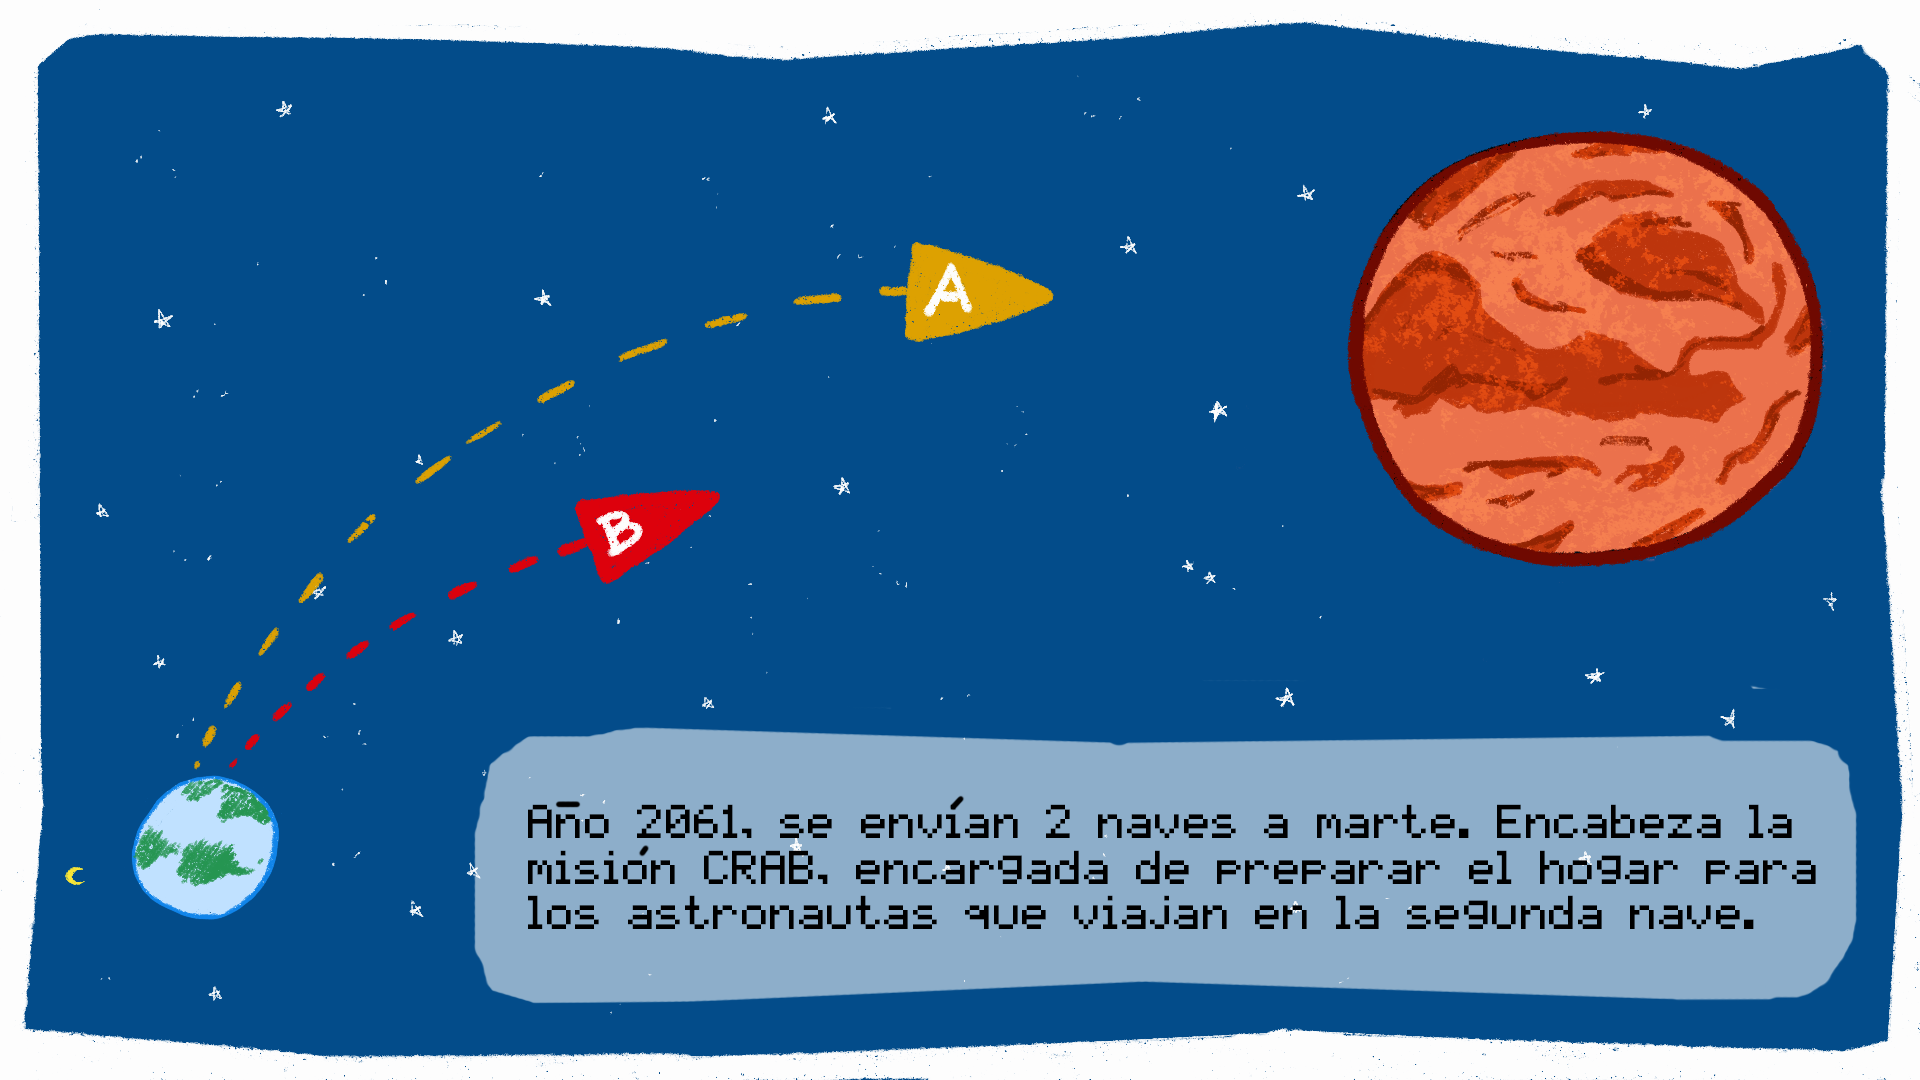 A
B
Año 2061, se envían 2 naves a marte. Encabeza la
misión CRAB, encargada de preparar el hogar para
los astronautas que viajan en la segunda nave.